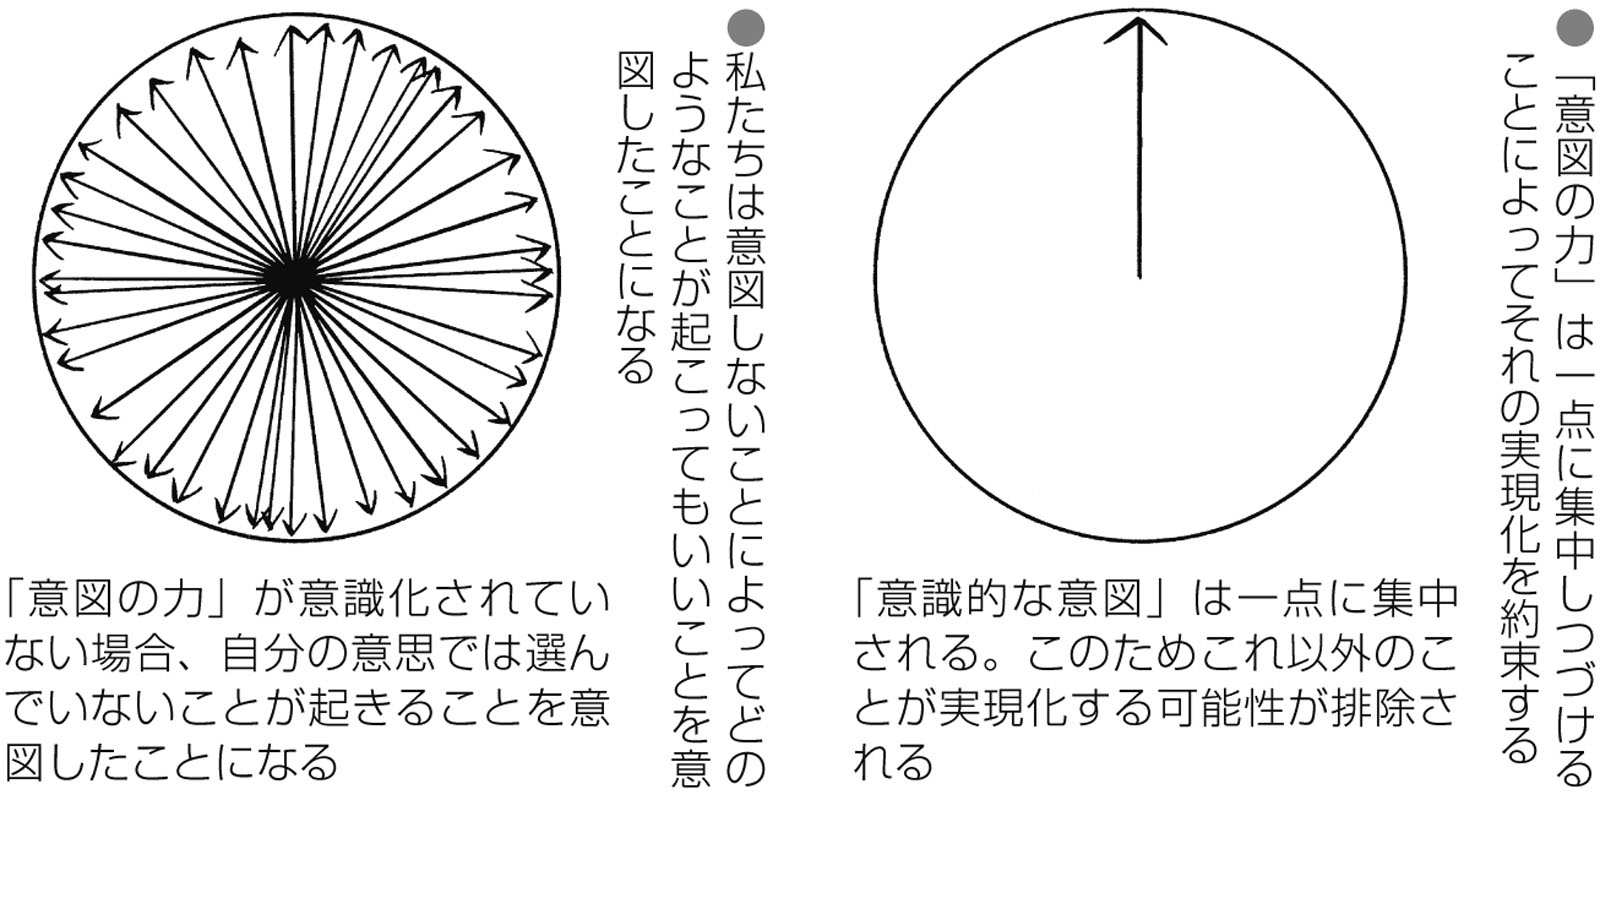 ●「意図の力」は一点に集中しつづける
ことによってそれの実現化を約束する
「意識的な意図」は一点に集中
される。このためこれ以外のこ
とが実現化する可能性が排除さ
れる
●私たちは意図しないことによってどの
ようなことが起こってもいいことを意
図したことになる
「意図の力」が意識化されてい
ない場合、自分の意思では選ん
でいないことが起きることを意
図したことになる